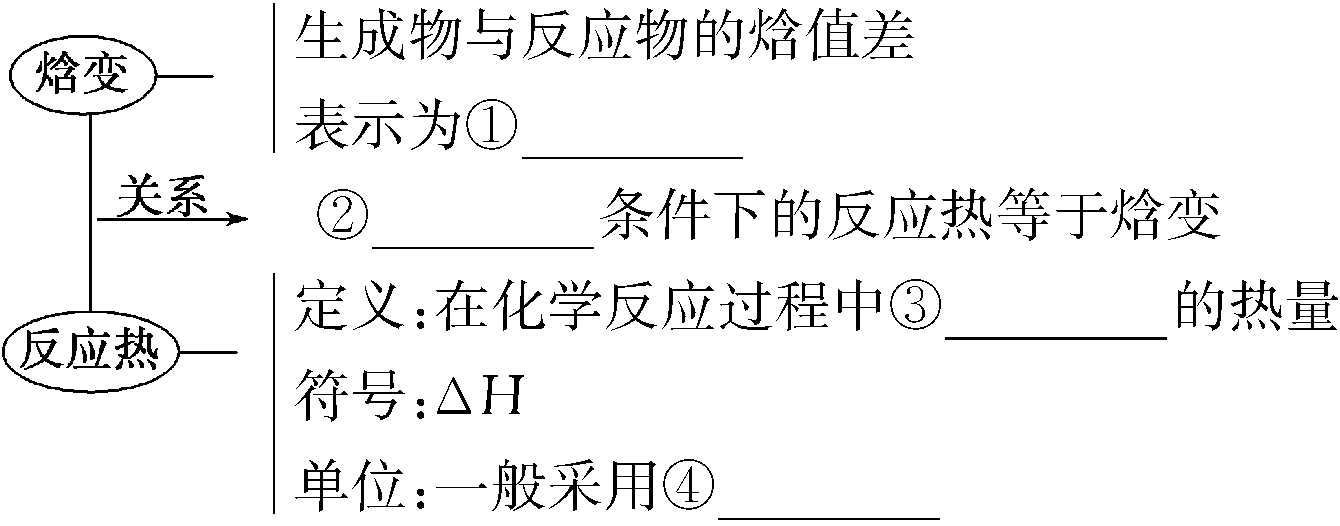 焓变
生成物与反应物的焓值差
表示为①________
关系
②________条件下的反应热等于焓变
反应热
定义:在化学反应过程中③________的热量
符号:ΔH
单位:一般采用④________